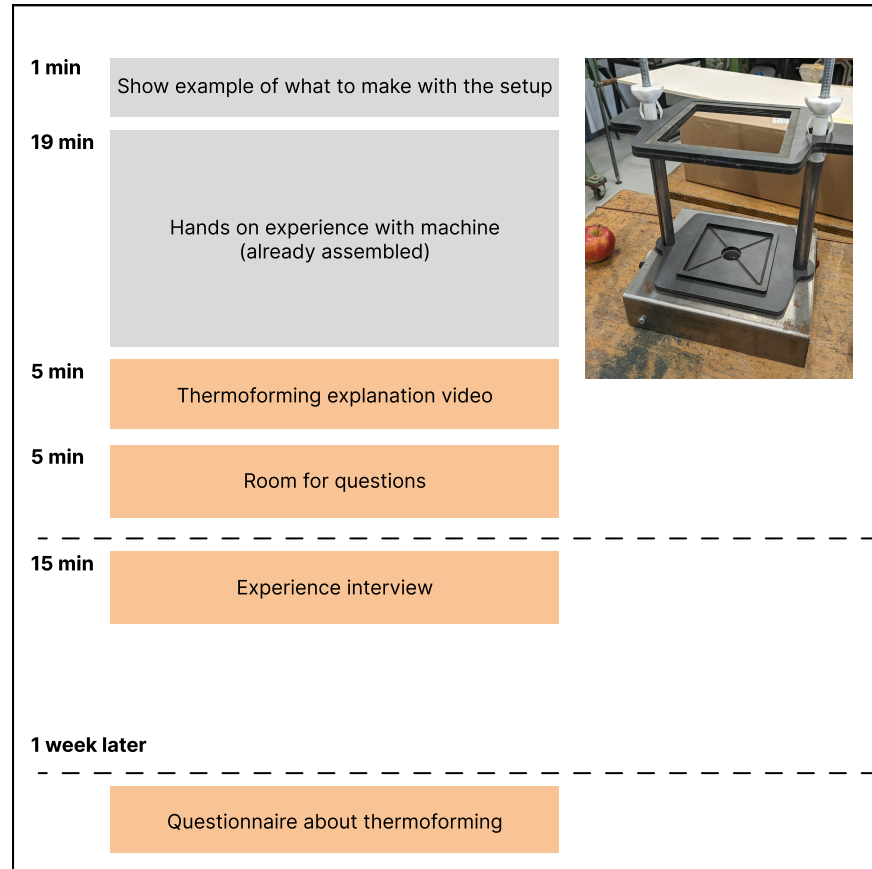 1 min
Show example of what to make with the setup
19 min
Hands on experience with machine
(already assembled)
5 min
Thermoforming explanation video
5 min
Room for questions
15 min
Experience interview
1 week later
Questionnaire about thermoforming